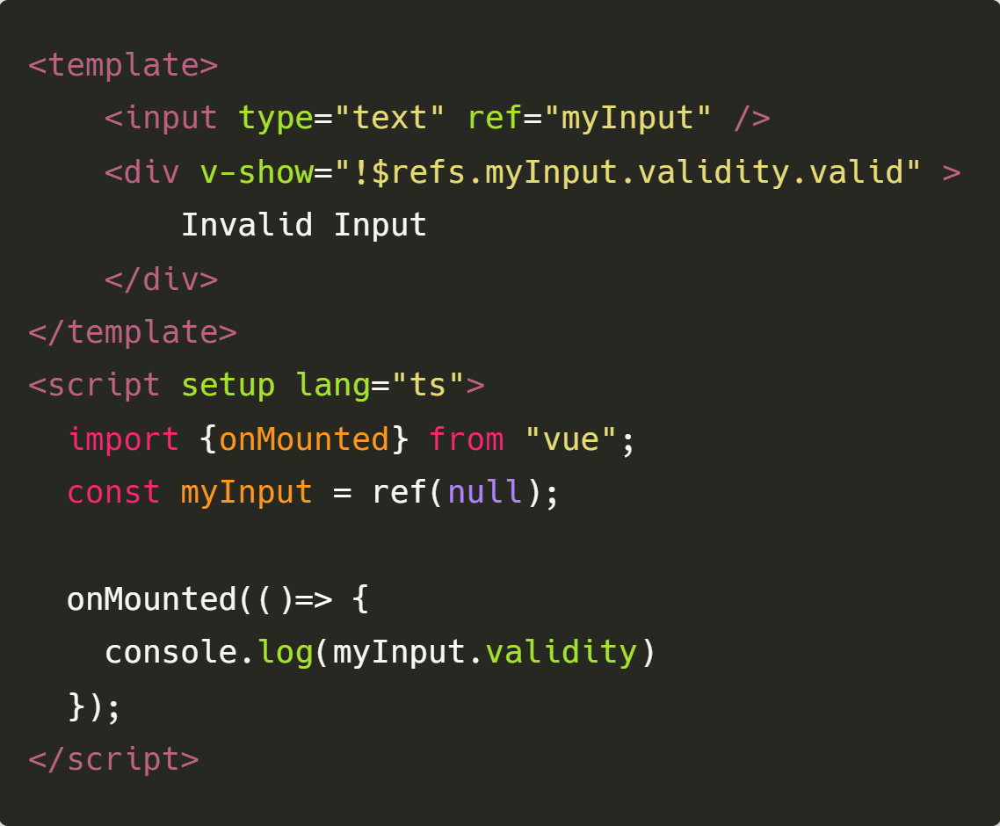 <template>
    <input type="text" ref="myInput" />
    <div v-show="!$refs.myInput.validity.valid" >
        Invalid Input
    </div>
</template>
<script setup lang="ts">
  import {onMounted} from "vue";
  const myInput = ref(null);

  onMounted(()=> {
    console.log(myInput.validity)
  });
</script>